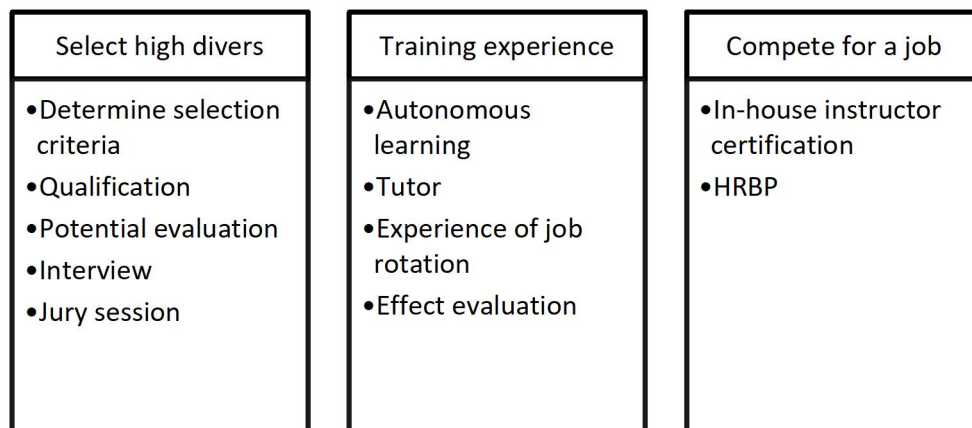 Select high divers
•Determine selection
criteria
•Qualification
•Potential evaluation
•Interview
•Jury session
Training experience
•Autonomous
learning
•Tutor
•Experience of job
rotation
•Effect evaluation
Compete for a job
•In-house instructor
certification
•HRBP